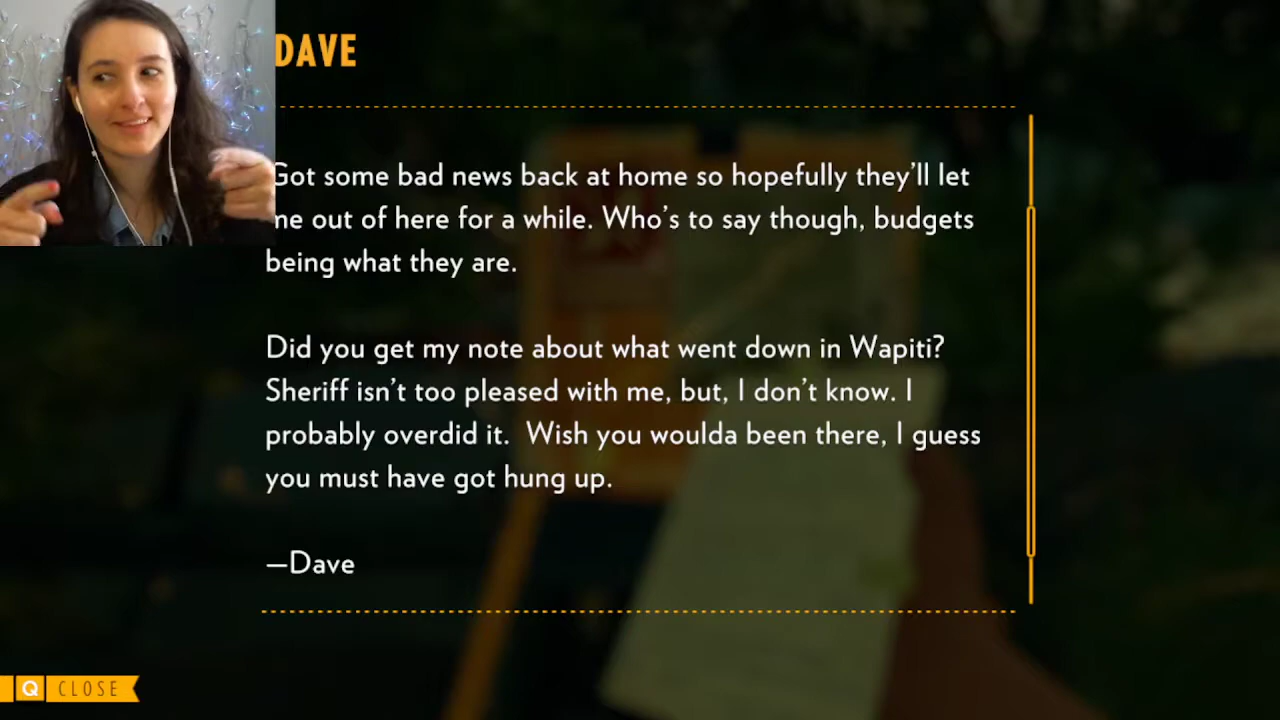 DAVE
Got some bad news back at home so hopefully they'll let
me out of here for a while. Who's to say though, budgets
being what they are.
Did you get my note about what went down in Wapiti?
Sheriff isn't too pleased with me, but, I don't know. I
probably overdid it.  Wish you woulda been there, I guess
you must have got hung up.
—Dave
Q CLOSE